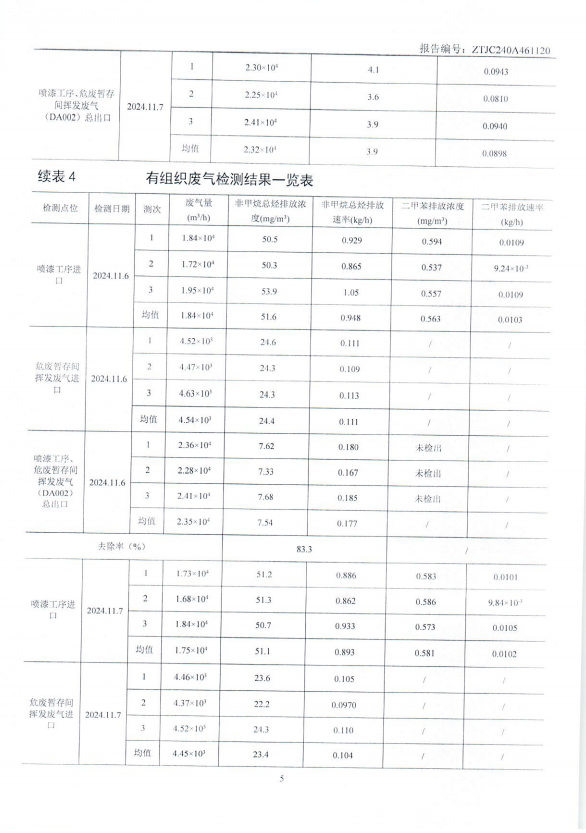 报告编号：ZTJC240A461120
喷漆工序、危废暂存间挥发废气（DA002）总出口 2024.11.7 1 2.30×10⁴ 4.1 0.0943
2 2.25×10⁴ 3.6 0.0810
3 2.41×10⁴ 3.9 0.0940
均值 2.32×10⁴ 3.9 0.0898
续表 4 有组织废气检测结果一览表
检测点位 检测日期 测次 废气量(m³/h) 非甲烷总烃排放浓度(mg/m³) 非甲烷总烃排放速率(kg/h) 二甲苯排放浓度(mg/m³) 二甲苯排放速率(kg/h)
喷漆工序进口 2024.11.6 1 1.84×10⁴ 50.5 0.929 0.594 0.0109
2 1.72×10⁴ 50.3 0.865 0.537 9.24×10⁻³
3 1.95×10⁴ 53.9 1.05 0.557 0.0109
均值 1.84×10⁴ 51.6 0.948 0.563 0.0103
危废暂存间挥发废气进口 2024.11.6 1 4.52×10³ 24.6 0.111 / /
2 4.47×10³ 24.3 0.109 / /
3 4.63×10³ 24.3 0.113 / /
均值 4.54×10³ 24.4 0.111 / /
喷漆工序、危废暂存间挥发废气（DA002）总出口 2024.11.6 1 2.36×10⁴ 7.62 0.180 未检出 /
2 2.28×10⁴ 7.33 0.167 未检出 /
3 2.41×10⁴ 7.68 0.185 未检出 /
均值 2.35×10⁴ 7.54 0.177 / /
去除率（%） 83.3 /
喷漆工序进口 2024.11.7 1 1.73×10⁴ 51.2 0.886 0.583 0.0101
2 1.68×10⁴ 51.3 0.862 0.586 9.84×10⁻³
3 1.84×10⁴ 50.7 0.933 0.573 0.0105
均值 1.75×10⁴ 51.1 0.893 0.581 0.0102
危废暂存间挥发废气进口 2024.11.7 1 4.46×10³ 23.6 0.105 / /
2 4.37×10³ 22.2 0.0970 / /
3 4.52×10³ 24.3 0.110 / /
均值 4.45×10³ 23.4 0.104 / /
5